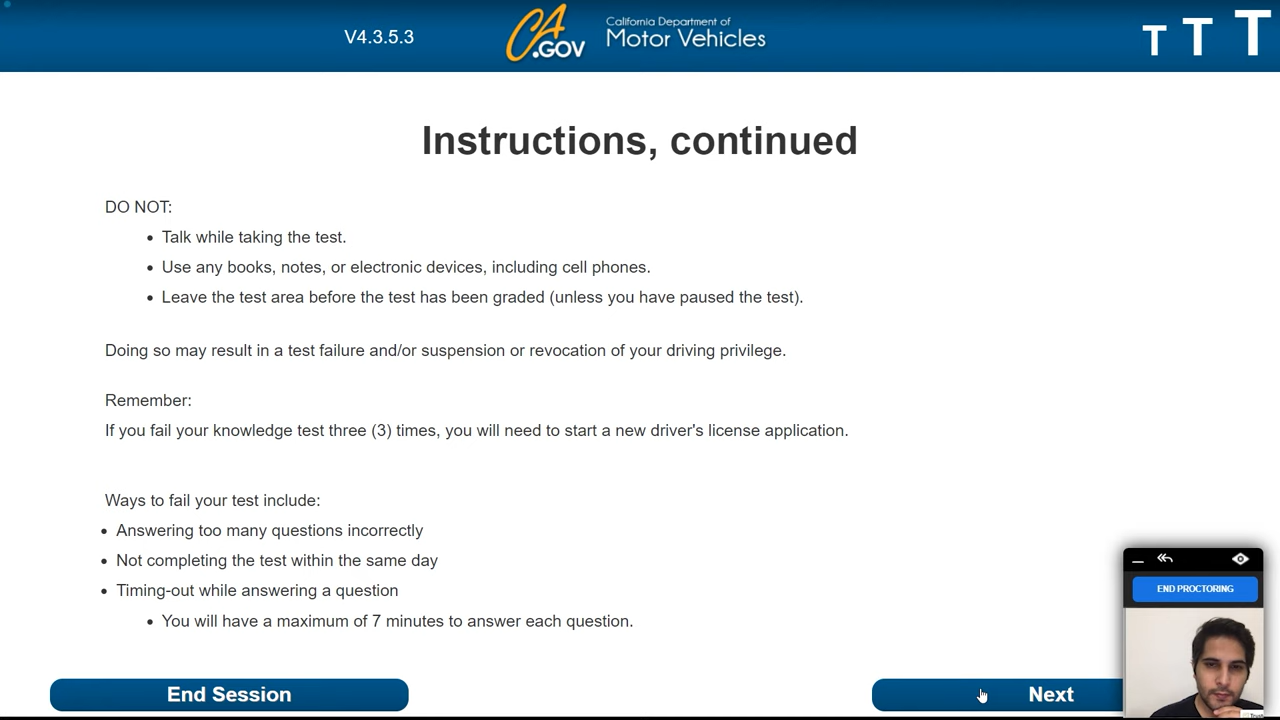 V4.3.5.3
CA
.GOV
California Department of
Motor Vehicles
T T T
Instructions, continued
DO NOT:
• Talk while taking the test.
• Use any books, notes, or electronic devices, including cell phones.
• Leave the test area before the test has been graded (unless you have paused the test).
Doing so may result in a test failure and/or suspension or revocation of your driving privilege.
Remember:
If you fail your knowledge test three (3) times, you will need to start a new driver's license application.
Ways to fail your test include:
• Answering too many questions incorrectly
• Not completing the test within the same day
• Timing-out while answering a question
• You will have a maximum of 7 minutes to answer each question.
END PROCTORING
End Session
Next